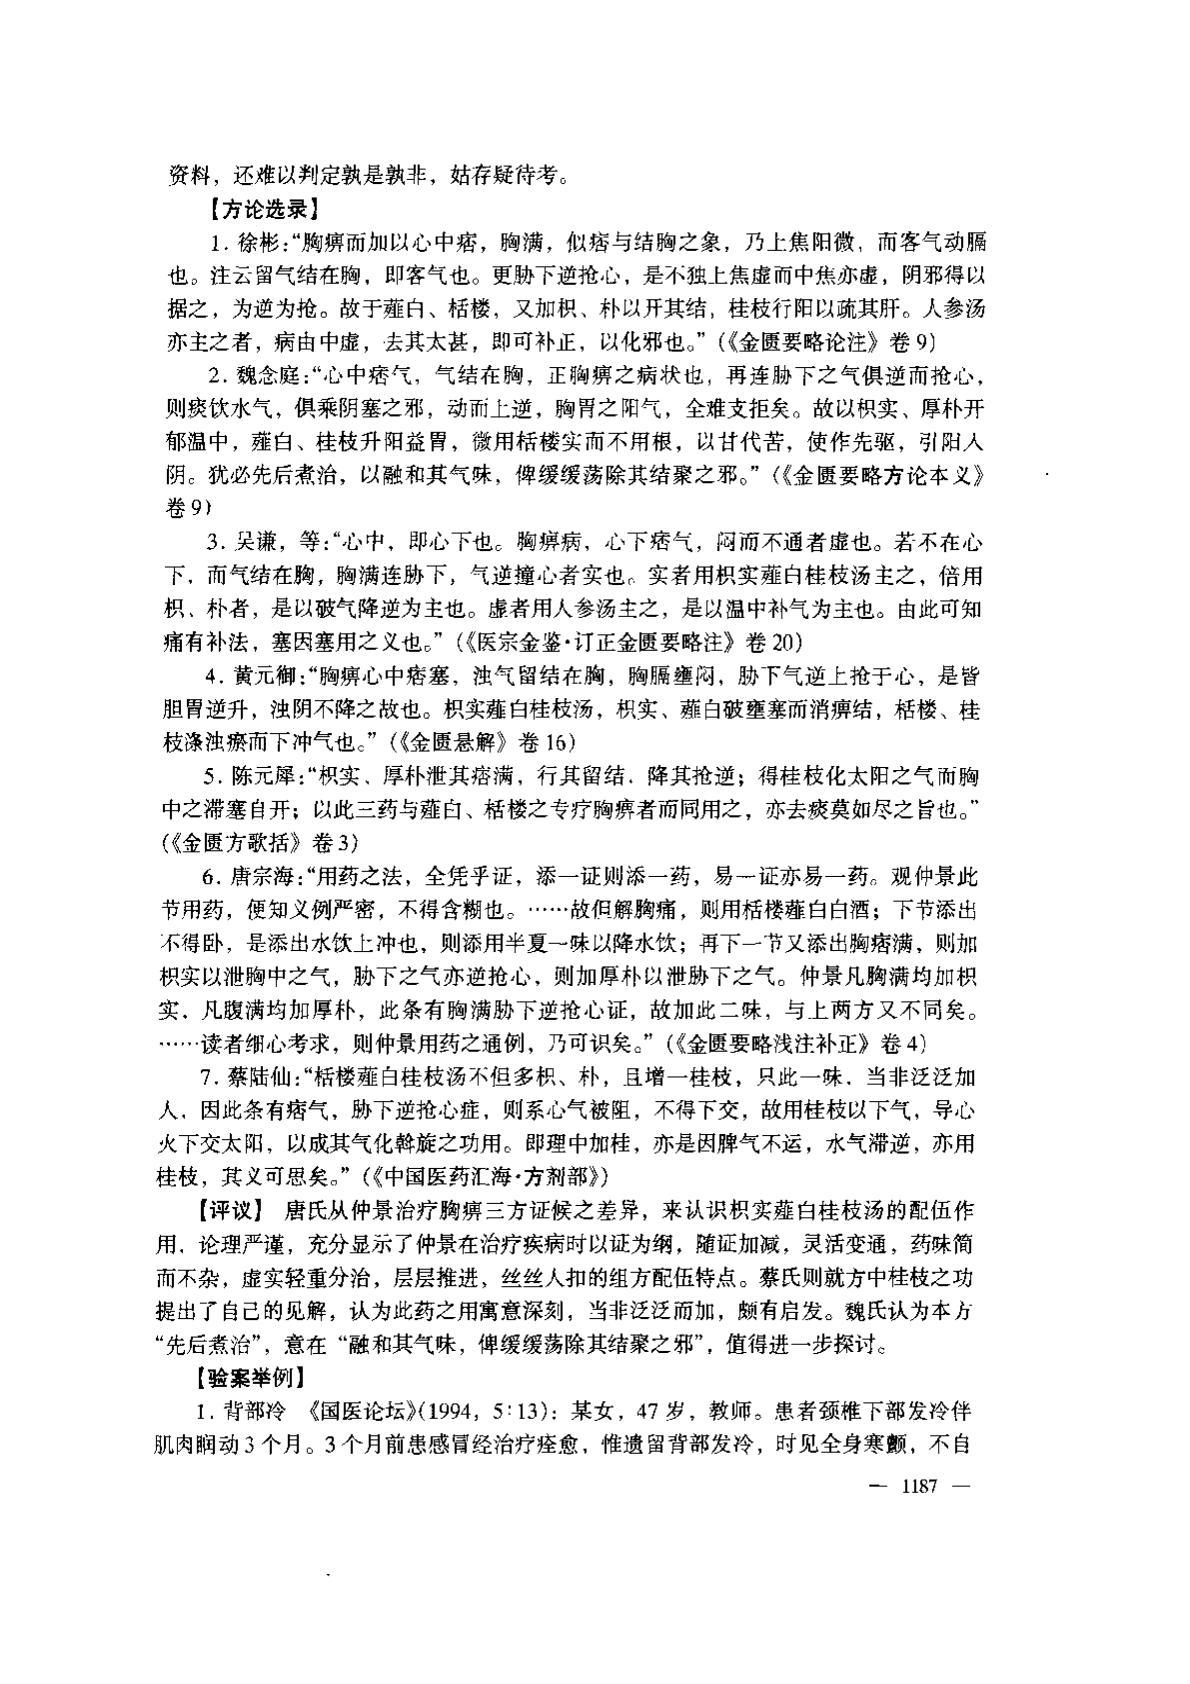 资料，还难以判定孰是孰非，姑存疑待考。
【方论选录】
1. 徐彬：“胸痹而加以心中痞，胸满，似痞与结胸之象，乃上焦阳微，而客气动膈
也。注云留气结在胸，即客气也。更胁下逆抢心，是不独上焦虚而中焦亦虚，阴邪得以
据之，为逆为抢。故于薤白、栝楼，又加枳、朴以开其结，桂枝行阳以疏其肝。人参汤
亦主之者，病由中虚，去其太甚，即可补正，以化邪也。”（《金匮要略论注》卷9）
2. 魏念庭：“心中痞气，气结在胸，正胸痹之病状也，再连胁下之气俱逆而抢心，
则痰饮水气，俱乘阴塞之邪，动而上逆，胸胃之阳气，全难支拒矣。故以枳实、厚朴开
郁温中，薤白、桂枝升阳益胃，微用栝楼实而不用根，以甘代苦，使作先驱，引阳入
阴。犹必先后煮治，以融和其气味，俾缓缓荡除其结聚之邪。”（《金匮要略方论本义》
卷9）
3. 吴谦，等：“心中，即心下也。胸痹病，心下痞气，闷而不通者虚也。若不在心
下，而气结在胸，胸满连胁下，气逆撞心者实也。实者用枳实薤白桂枝汤主之，倍用
枳、朴者，是以破气降逆为主也。虚者用人参汤主之，是以温中补气为主也。由此可知
痛有补法，塞因塞用之义也。”（《医宗金鉴·订正金匮要略注》卷20）
4. 黄元御：“胸痹心中痞塞，浊气留结在胸，胸膈壅闷，胁下气逆上抢于心，是皆
胆胃逆升，浊阴不降之故也。枳实薤白桂枝汤，枳实、薤白破壅塞而消痹结，栝楼、桂
枝涤浊瘀而下冲气也。”（《金匮悬解》卷16）
5. 陈元犀：“枳实、厚朴泄其痞满，行其留结，降其抢逆；得桂枝化太阳之气而胸
中之滞塞自开；以此三药与薤白、栝楼之专疗胸痹者而同用之，亦去痰莫如尽之旨也。”
（《金匮方歌括》卷3）
6. 唐宗海：“用药之法，全凭乎证，添一证则添一药，易一证亦易一药。观仲景此
节用药，便知义例严密，不得含糊也。……故但解胸痛，则用栝楼薤白白酒；下节添出
不得卧，是添出水饮上冲也，则添用半夏一味以降水饮；再下一节又添出胸痞满，则加
枳实以泄胸中之气，胁下之气亦逆抢心，则加厚朴以泄胁下之气。仲景凡胸满均加枳
实，凡腹满均加厚朴，此条有胸满胁下逆抢心证，故加此二味，与上两方又不同矣。
……读者细心考求，则仲景用药之通例，乃可识矣。”（《金匮要略浅注补正》卷4）
7. 蔡陆仙：“栝楼薤白桂枝汤不但多枳、朴，且增一桂枝，只此一味，当非泛泛加
入，因此条有痞气，胁下逆抢心症，则系心气被阻，不得下交，故用桂枝以下气，导心
火下交太阳，以成其气化斡旋之功用。即理中加桂，亦是因脾气不运，水气滞逆，亦用
桂枝，其义可思矣。”（《中国医药汇海·方剂部》）
【评议】 唐氏从仲景治疗胸痹三方证候之差异，来认识枳实薤白桂枝汤的配伍作
用，论理严谨，充分显示了仲景在治疗疾病时以证为纲，随证加减，灵活变通，药味简
而不杂，虚实轻重分治，层层推进，丝丝入扣的组方配伍特点。蔡氏则就方中桂枝之功
提出了自己的见解，认为此药之用寓意深刻，当非泛泛而加，颇有启发。魏氏认为本方
“先后煮治”，意在“融和其气味，俾缓缓荡除其结聚之邪”，值得进一步探讨。
【验案举例】
1. 背部冷 《国医论坛》（1994，5∶13）：某女，47岁，教师。患者颈椎下部发冷伴
肌肉瞤动3个月。3个月前患感冒经治疗痊愈，惟遗留背部发冷，时见全身寒颤，不自
— 1187 —